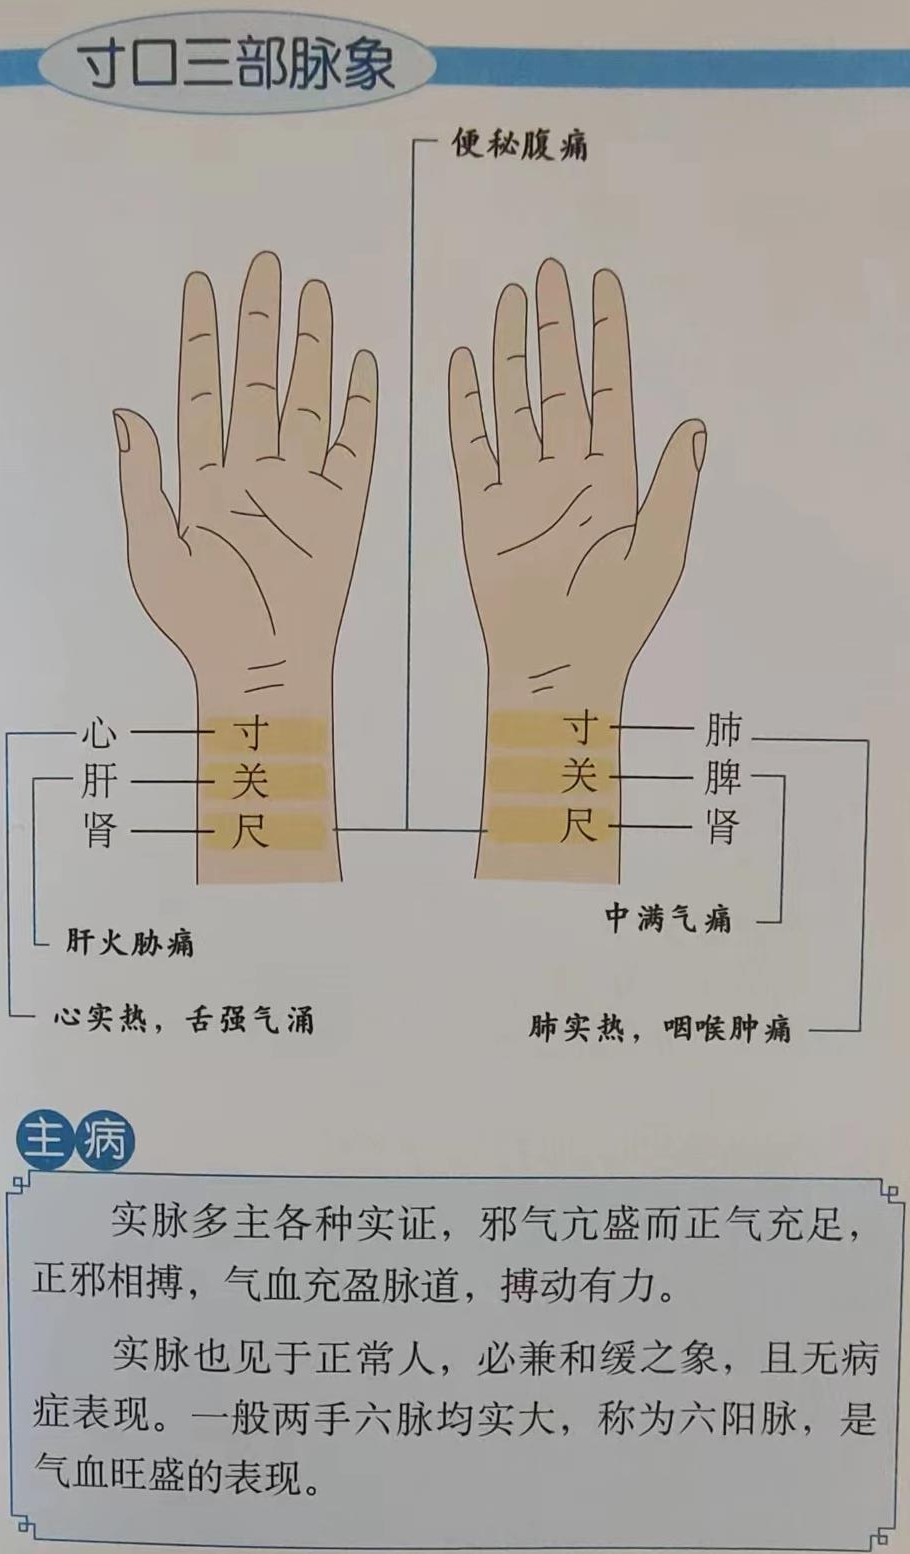 寸口三部脉象
便秘腹痛
心 寸 寸 肺
肝 关 关 脾
肾 尺 尺 肾
中满气痛
肝火胁痛
心实热，舌强气涌
肺实热，咽喉肿痛
主病
实脉多主各种实证，邪气亢盛而正气充足，
正邪相搏，气血充盈脉道，搏动有力。
实脉也见于正常人，必兼和缓之象，且无病
症表现。一般两手六脉均实大，称为六阳脉，是
气血旺盛的表现。